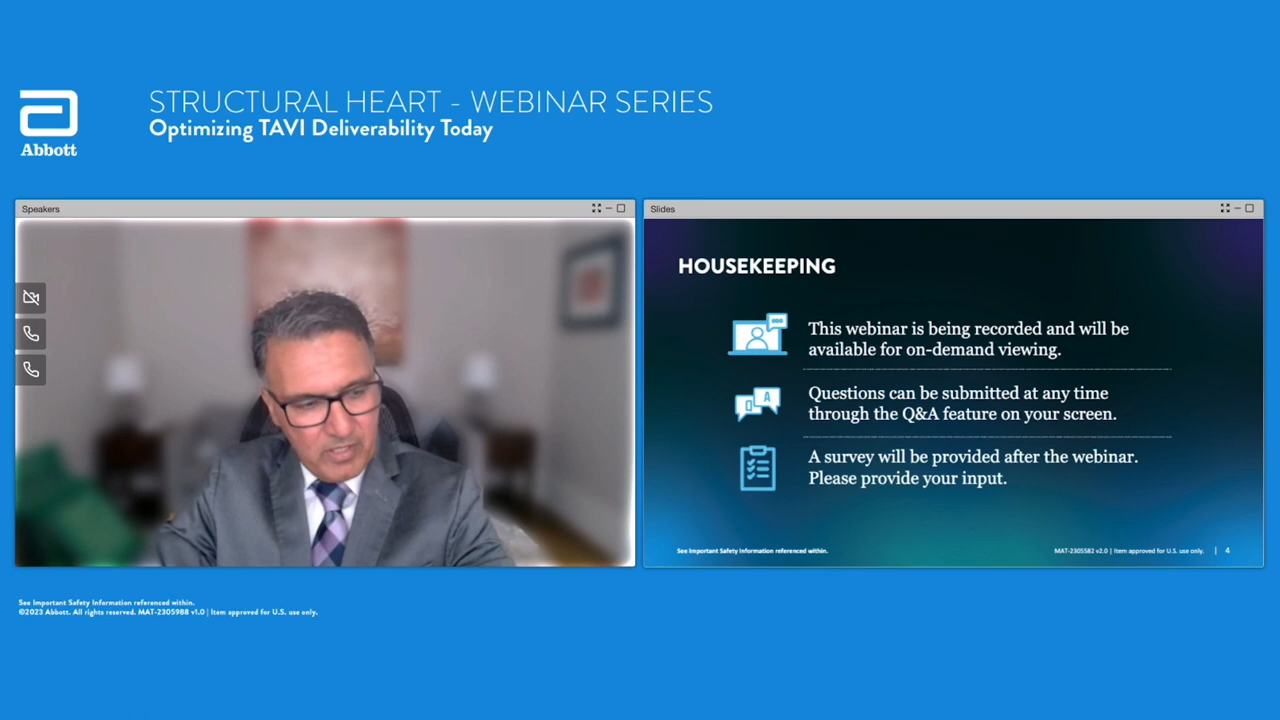 Abbott
STRUCTURAL HEART - WEBINAR SERIES
Optimizing TAVI Deliverability Today
Speakers
Slides
HOUSEKEEPING
This webinar is being recorded and will be
available for on-demand viewing.
Q A
Questions can be submitted at any time
through the Q&A feature on your screen.
A survey will be provided after the webinar.
Please provide your input.
See Important Safety Information referenced within.
MAT-2305582 v2.0 | Item approved for U.S. use only. | 4
See Important Safety Information referenced within.
©2023 Abbott. All rights reserved. MAT-2305988 v1.0 | Item approved for U.S. use only.